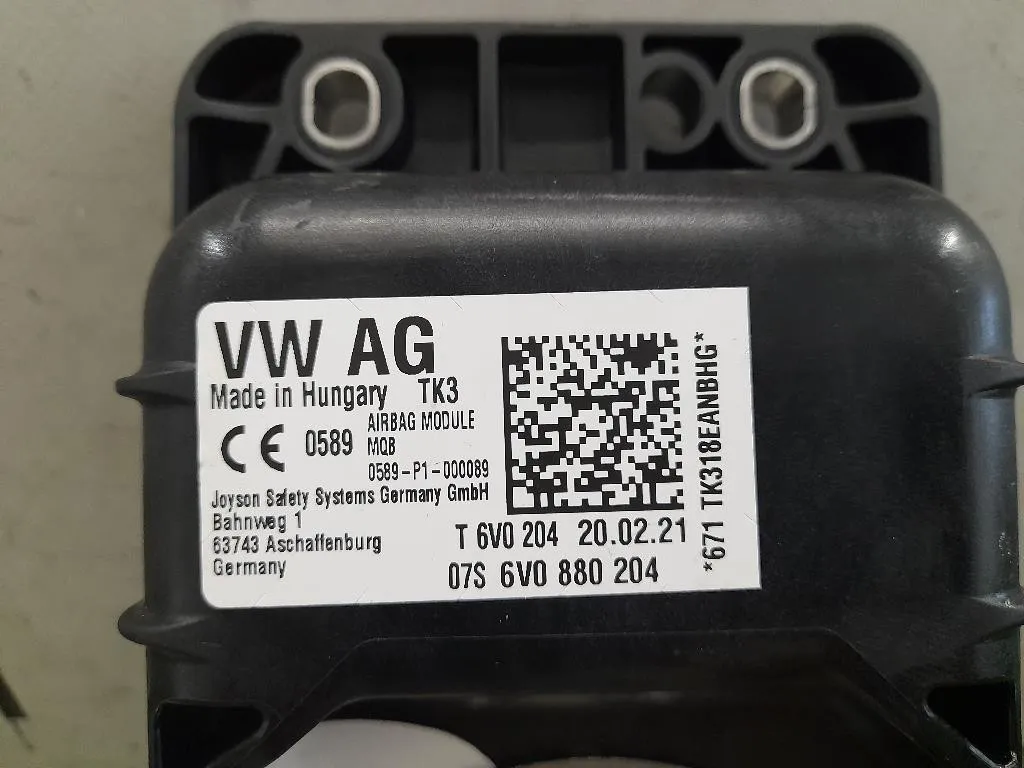 VW AG
Made in Hungary TK3
CE 0589 AIRBAG MODULE
MQB
0589-P1-000089
Joyson Safety Systems Germany GmbH
Bahnweg 1
63743 Aschaffenburg
Germany
T 6V0 204 20.02.21
07S 6V0 880 204
*671 TK318EANBHG*